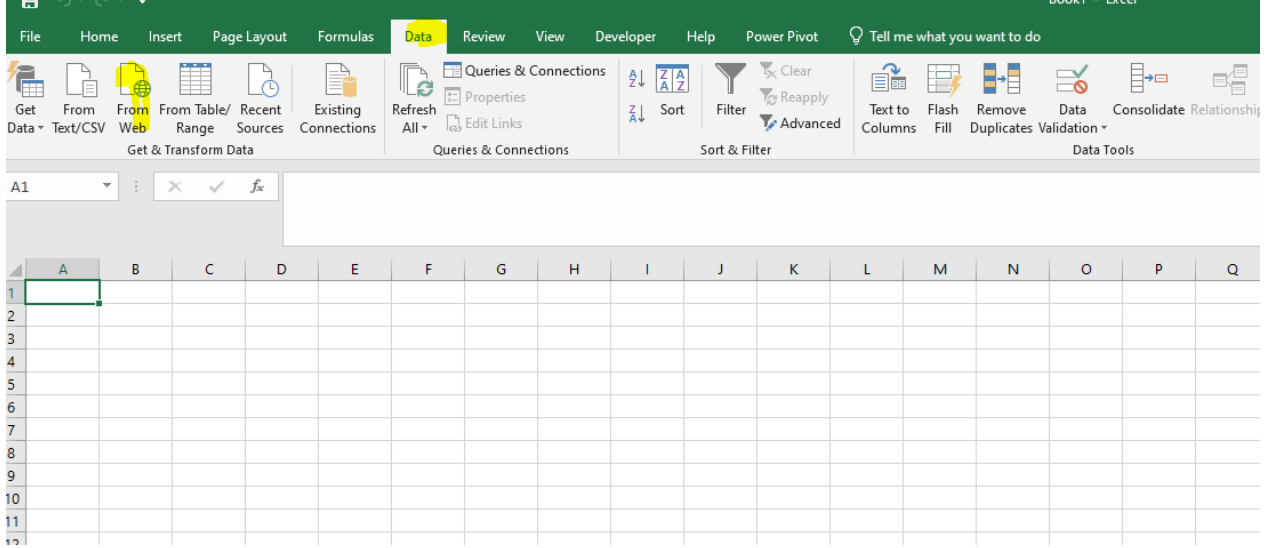 Book1 - Excel
File Home Insert Page Layout Formulas Data Review View Developer Help Power Pivot Tell me what you want to do
Get Data From Text/CSV From Web From Table/ Range Recent Sources Existing Connections
Get & Transform Data
Refresh All Queries & Connections Properties Edit Links
Queries & Connections
Sort Filter Clear Reapply Advanced
Sort & Filter
Text to Columns Flash Fill Remove Duplicates Data Validation Consolidate
Data Tools
A1 fx
A B C D E F G H I J K L M N O P Q
1
2
3
4
5
6
7
8
9
10
11
12